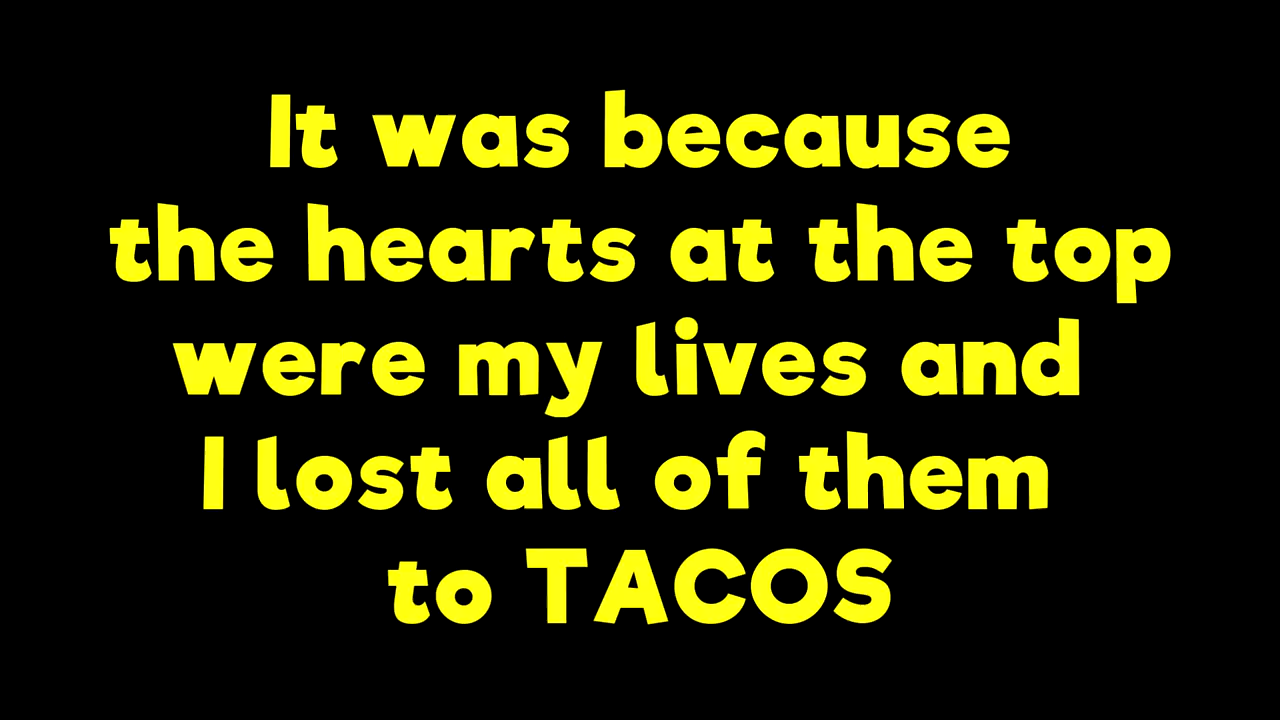 It was because
the hearts at the top
were my lives and
I lost all of them
to TACOS